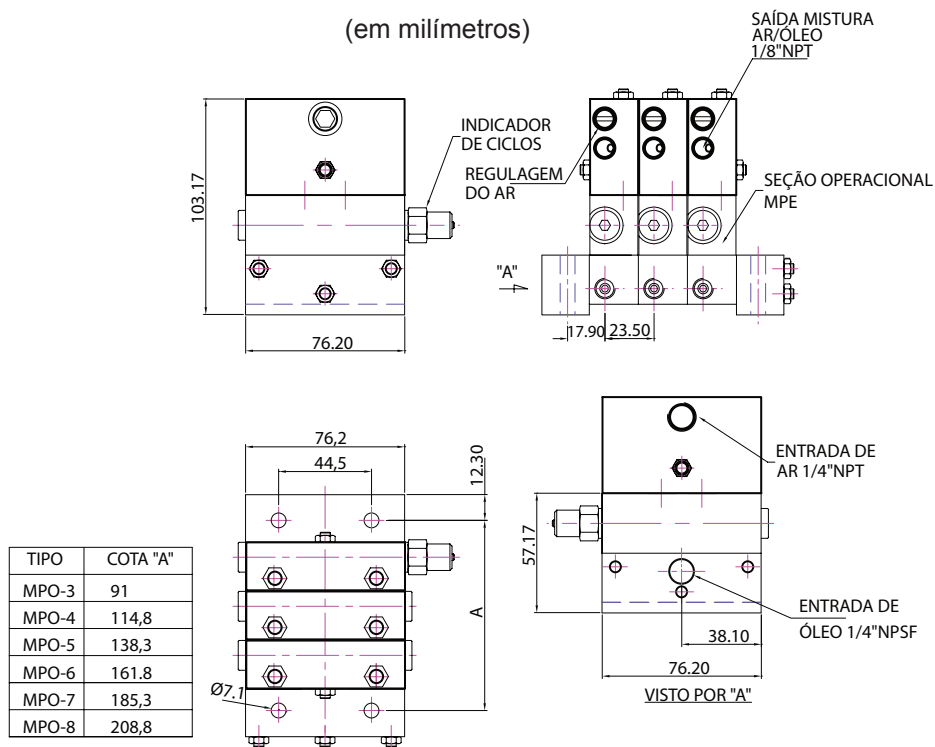 (em milímetros)
SAÍDA MISTURA
AR/ÓLEO
1/8"NPT
INDICADOR
DE CICLOS
REGULAGEM
DO AR
SEÇÃO OPERACIONAL
MPE
103.17
"A"
17.90
23.50
76.20
76,2
44,5
12.30
ENTRADA DE
AR 1/4"NPT
57.17
A
ENTRADA DE
ÓLEO 1/4"NPSF
38.10
76.20
VISTO POR "A"
Ø7.1
TIPO COTA "A"
MPO-3 91
MPO-4 114,8
MPO-5 138,3
MPO-6 161.8
MPO-7 185,3
MPO-8 208,8